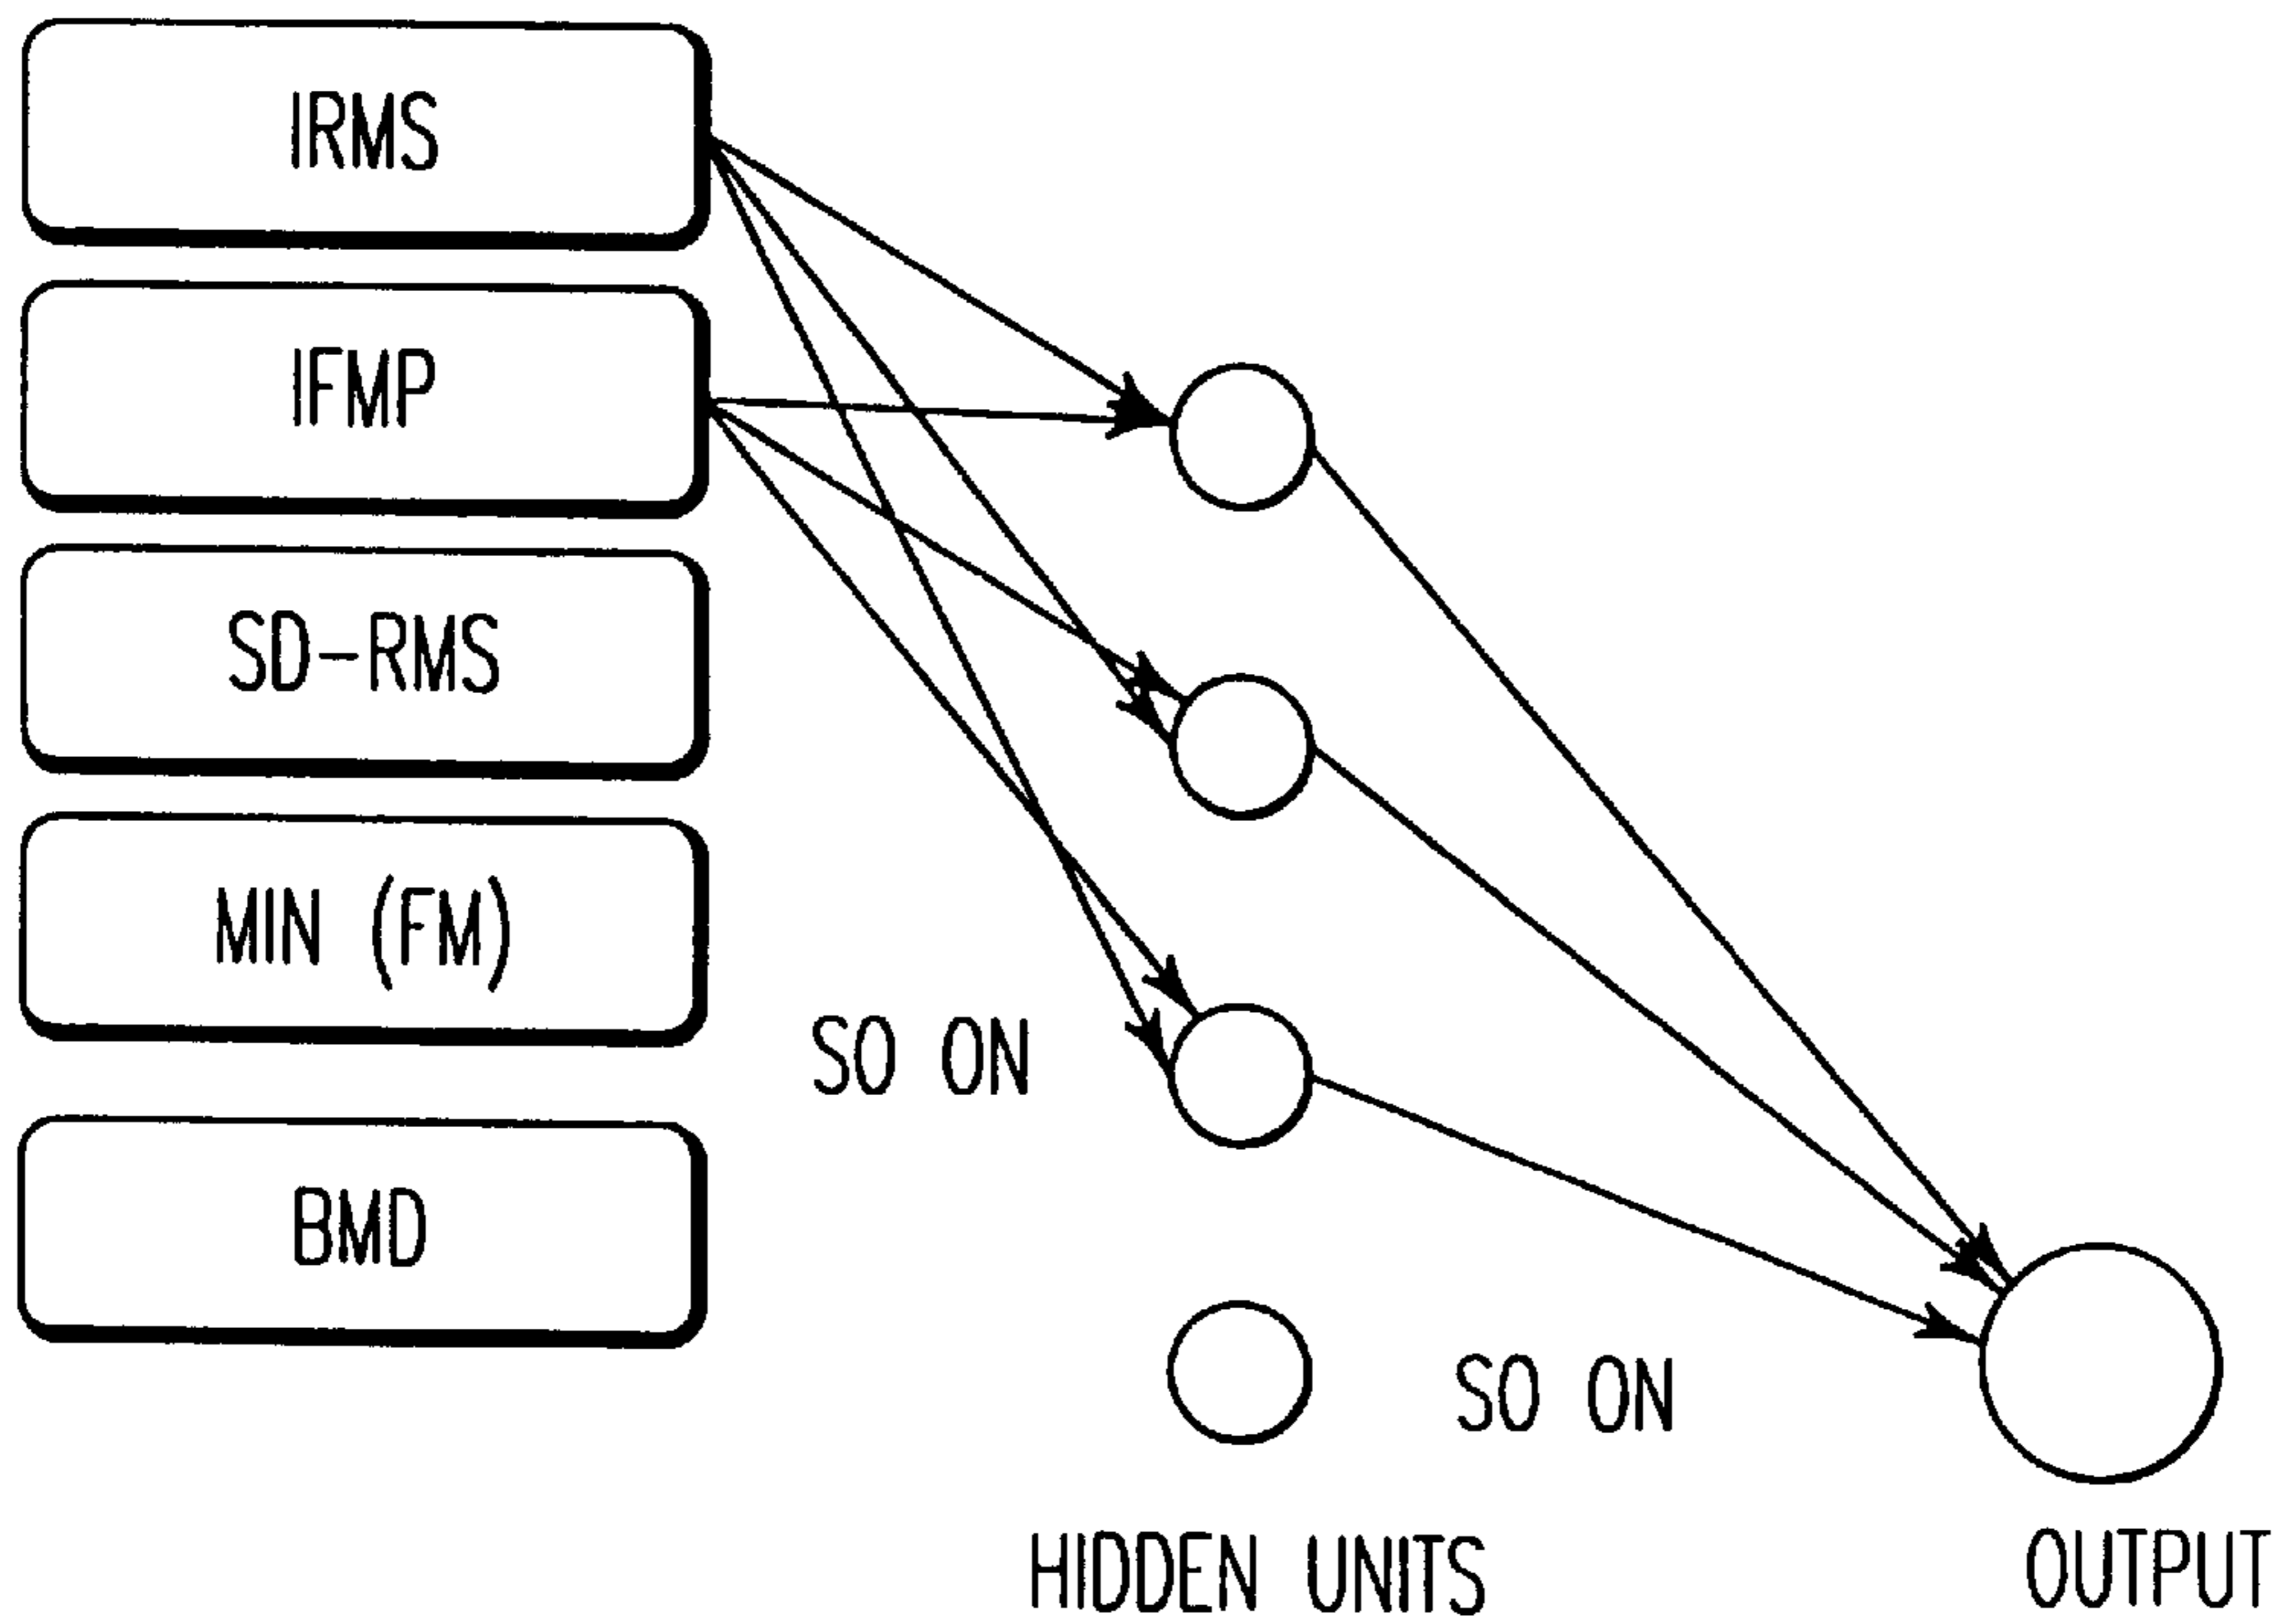 IRMS
IFMP
SD-RMS
MIN (FM)
SO ON
BMD
SO ON
HIDDEN UNITS
OUTPUT